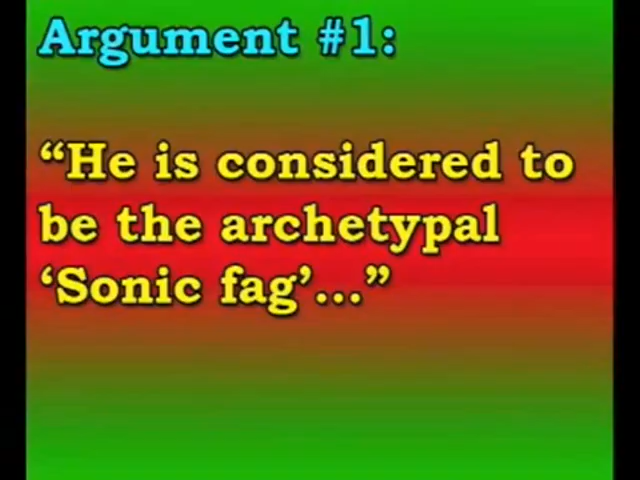 Argument #1:
“He is considered to
be the archetypal
‘Sonic fag’...”